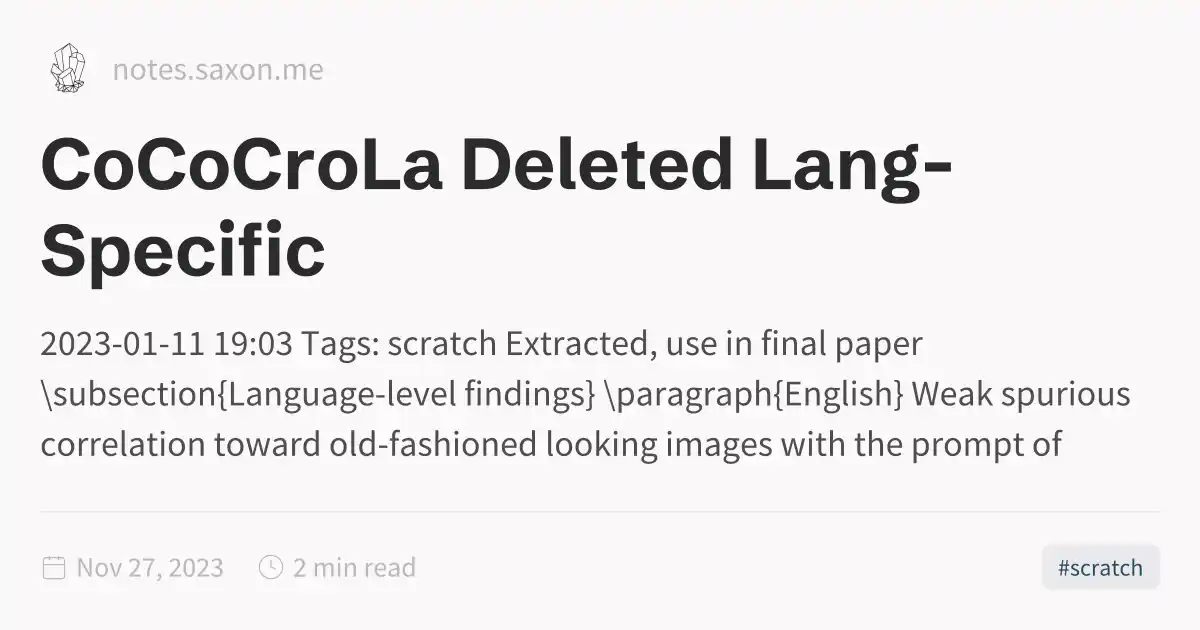 notes.saxon.me
CoCoCroLa Deleted Lang-
Specific
2023-01-11 19:03 Tags: scratch Extracted, use in final paper
\subsection{Language-level findings} \paragraph{English} Weak spurious
correlation toward old-fashioned looking images with the prompt of
Nov 27, 2023 2 min read #scratch